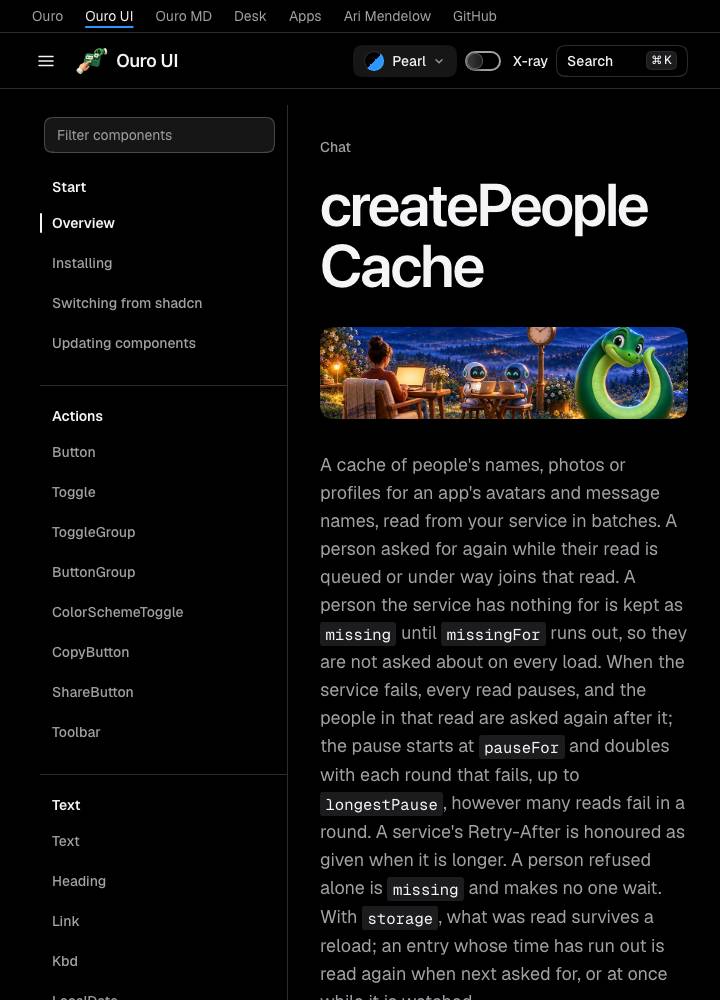 Ouro
Ouro UI
Ouro MD
Desk
Apps
Ari Mendelow
GitHub
Ouro UI
Pearl
X-ray
Search
⌘ K
Filter components
Start
Overview
Installing
Switching from shadcn
Updating components
Actions
Button
Toggle
ToggleGroup
ButtonGroup
ColorSchemeToggle
CopyButton
ShareButton
Toolbar
Text
Text
Heading
Link
Kbd
LocalDate
Chat
createPeople
Cache
A cache of people's names, photos or
profiles for an app's avatars and message
names, read from your service in batches. A
person asked for again while their read is
queued or under way joins that read. A
person the service has nothing for is kept as
missing until missingFor runs out, so they
are not asked about on every load. When the
service fails, every read pauses, and the
people in that read are asked again after it;
the pause starts at pauseFor and doubles
with each round that fails, up to
longestPause, however many reads fail in a
round. A service's Retry-After is honoured as
given when it is longer. A person refused
alone is missing and makes no one wait.
With storage, what was read survives a
reload; an entry whose time has run out is
read again when next asked for, or at once
while it is watched.